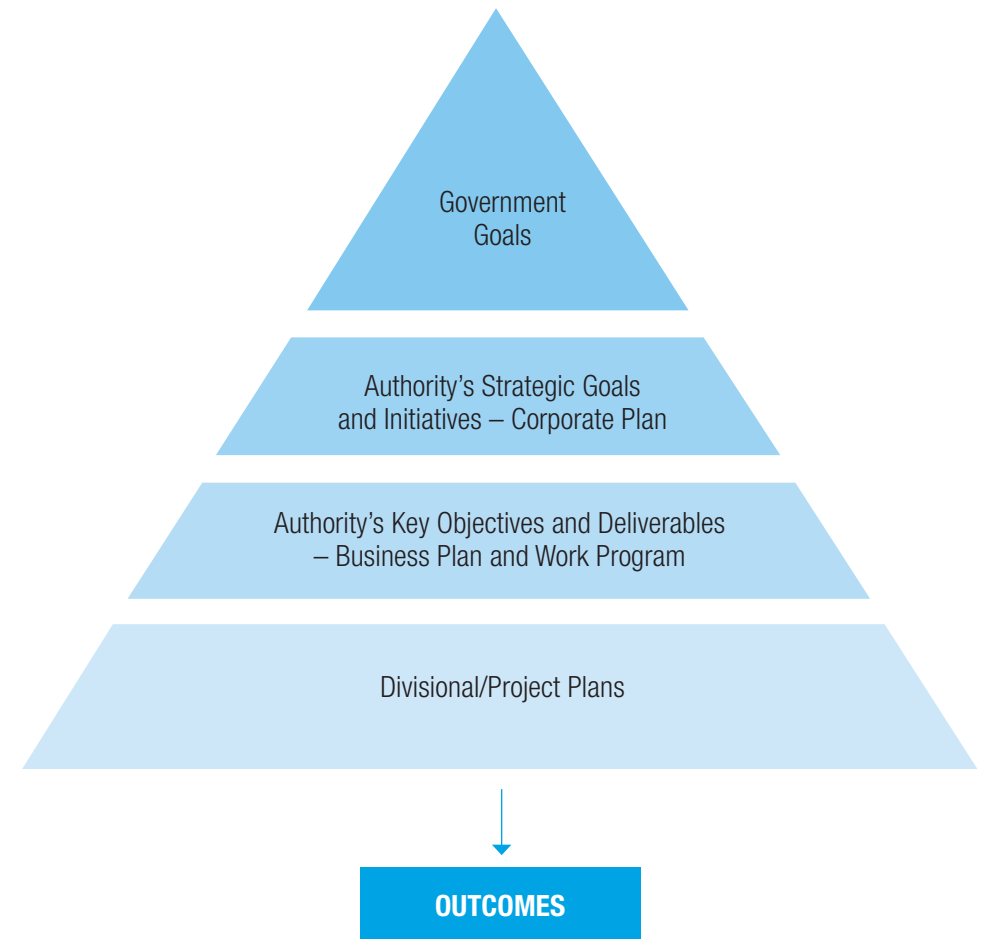 Government
Goals
Authority’s Strategic Goals
and Initiatives – Corporate Plan
Authority’s Key Objectives and Deliverables
– Business Plan and Work Program
Divisional/Project Plans
OUTCOMES